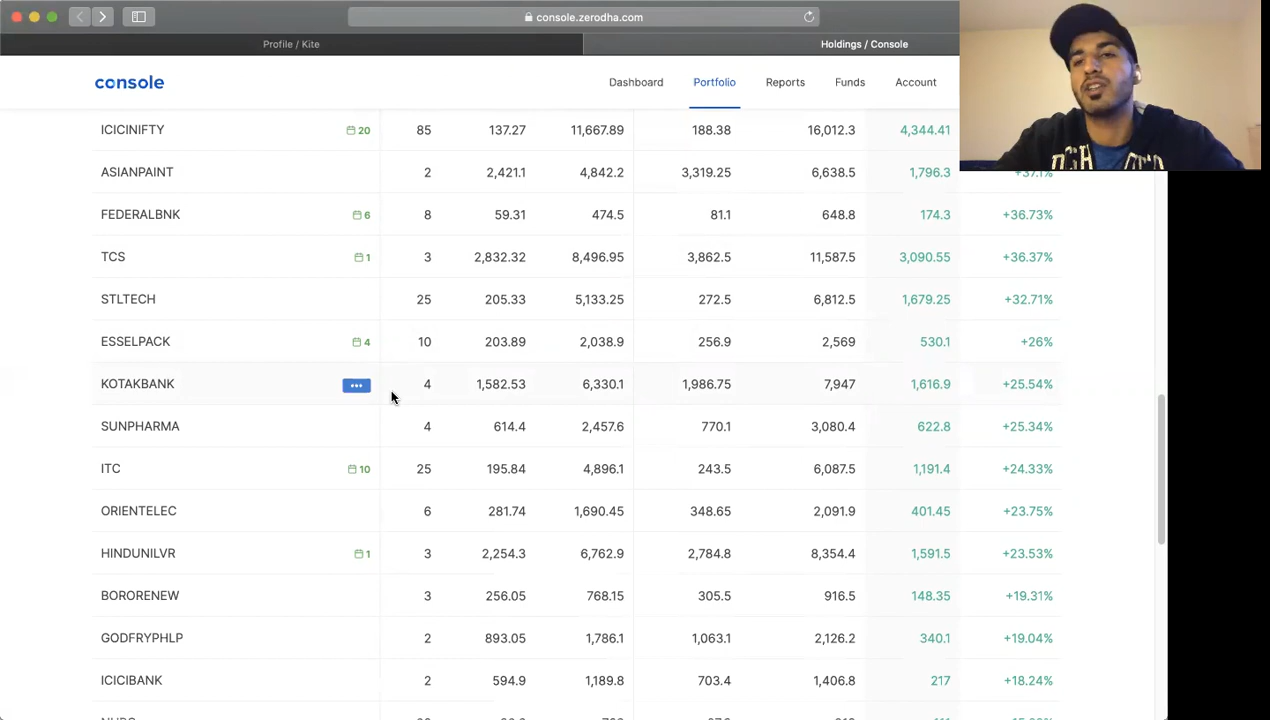 console.zerodha.com
Profile / Kite
Holdings / Console
console
Dashboard Portfolio Reports Funds Account
ICICINIFTY 20 85 137.27 11,667.89 188.38 16,012.3 4,344.41
ASIANPAINT 2 2,421.1 4,842.2 3,319.25 6,638.5 1,796.3 +37.1%
FEDERALBNK 6 8 59.31 474.5 81.1 648.8 174.3 +36.73%
TCS 1 3 2,832.32 8,496.95 3,862.5 11,587.5 3,090.55 +36.37%
STLTECH 25 205.33 5,133.25 272.5 6,812.5 1,679.25 +32.71%
ESSELPACK 4 10 203.89 2,038.9 256.9 2,569 530.1 +26%
KOTAKBANK 4 1,582.53 6,330.1 1,986.75 7,947 1,616.9 +25.54%
SUNPHARMA 4 614.4 2,457.6 770.1 3,080.4 622.8 +25.34%
ITC 10 25 195.84 4,896.1 243.5 6,087.5 1,191.4 +24.33%
ORIENTELEC 6 281.74 1,690.45 348.65 2,091.9 401.45 +23.75%
HINDUNILVR 1 3 2,254.3 6,762.9 2,784.8 8,354.4 1,591.5 +23.53%
BORORENEW 3 256.05 768.15 305.5 916.5 148.35 +19.31%
GODFRYPHLP 2 893.05 1,786.1 1,063.1 2,126.2 340.1 +19.04%
ICICIBANK 2 594.9 1,189.8 703.4 1,406.8 217 +18.24%